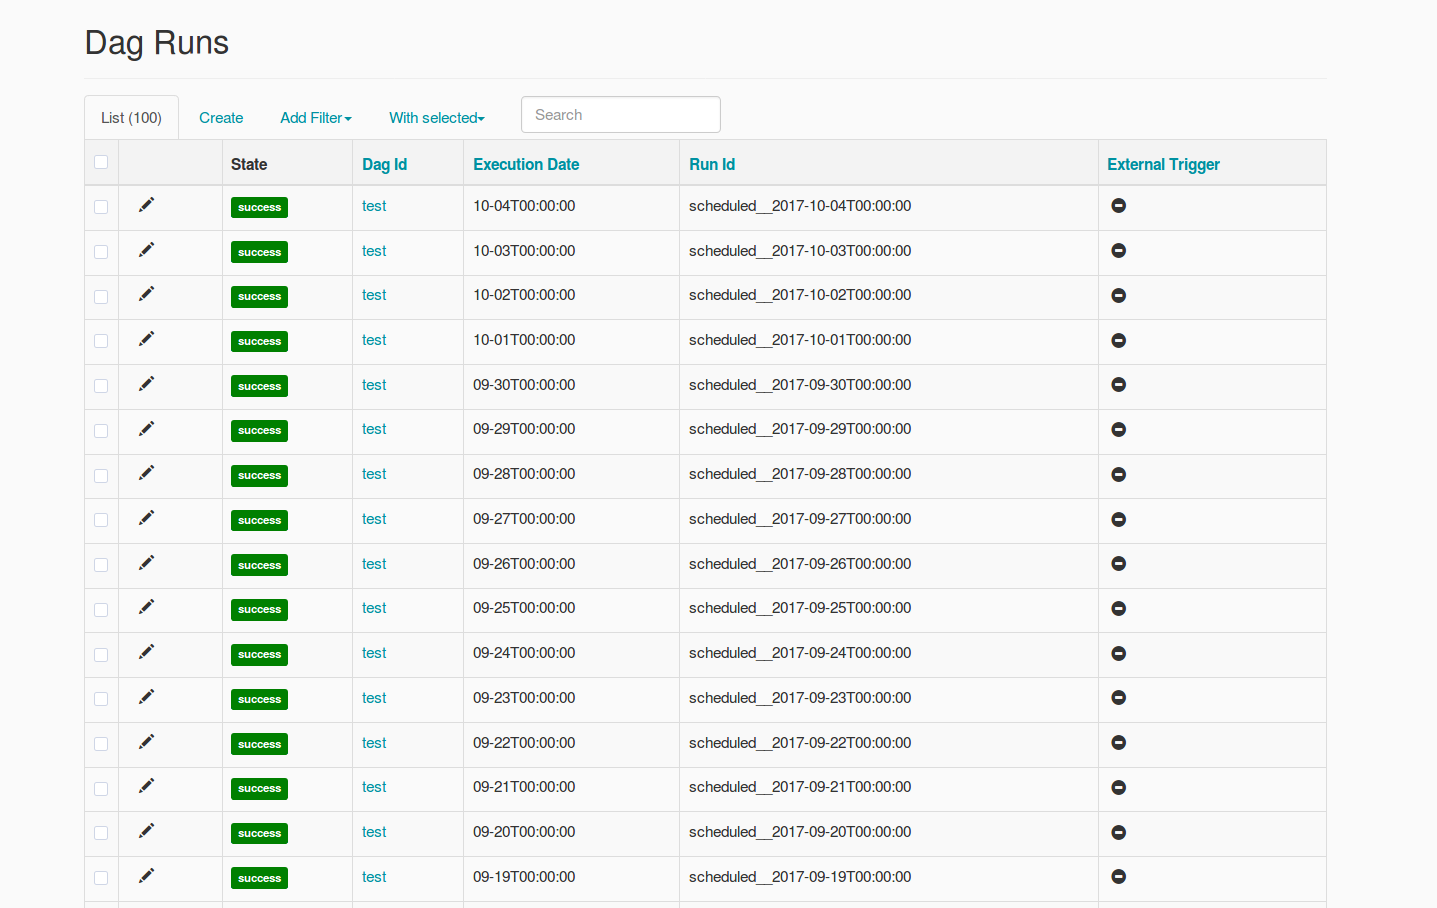 Dag Runs
List (100) Create Add Filter With selected Search
State Dag Id Execution Date Run Id External Trigger
success test 10-04T00:00:00 scheduled__2017-10-04T00:00:00
success test 10-03T00:00:00 scheduled__2017-10-03T00:00:00
success test 10-02T00:00:00 scheduled__2017-10-02T00:00:00
success test 10-01T00:00:00 scheduled__2017-10-01T00:00:00
success test 09-30T00:00:00 scheduled__2017-09-30T00:00:00
success test 09-29T00:00:00 scheduled__2017-09-29T00:00:00
success test 09-28T00:00:00 scheduled__2017-09-28T00:00:00
success test 09-27T00:00:00 scheduled__2017-09-27T00:00:00
success test 09-26T00:00:00 scheduled__2017-09-26T00:00:00
success test 09-25T00:00:00 scheduled__2017-09-25T00:00:00
success test 09-24T00:00:00 scheduled__2017-09-24T00:00:00
success test 09-23T00:00:00 scheduled__2017-09-23T00:00:00
success test 09-22T00:00:00 scheduled__2017-09-22T00:00:00
success test 09-21T00:00:00 scheduled__2017-09-21T00:00:00
success test 09-20T00:00:00 scheduled__2017-09-20T00:00:00
success test 09-19T00:00:00 scheduled__2017-09-19T00:00:00